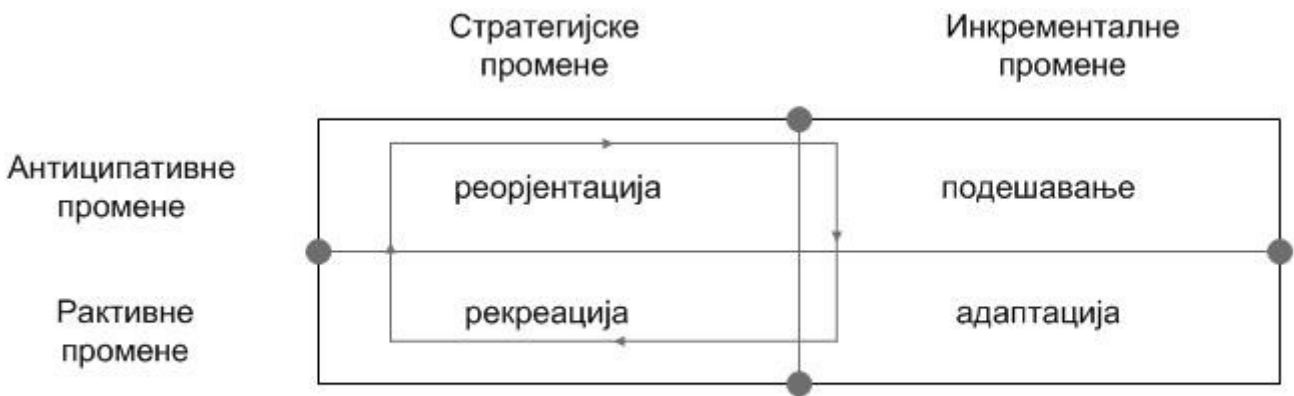 Стратегијске
промене
Инкременталне
промене
Антиципативне
промене
реорјентација
подешавање
Рактивне
промене
рекреација
адаптација